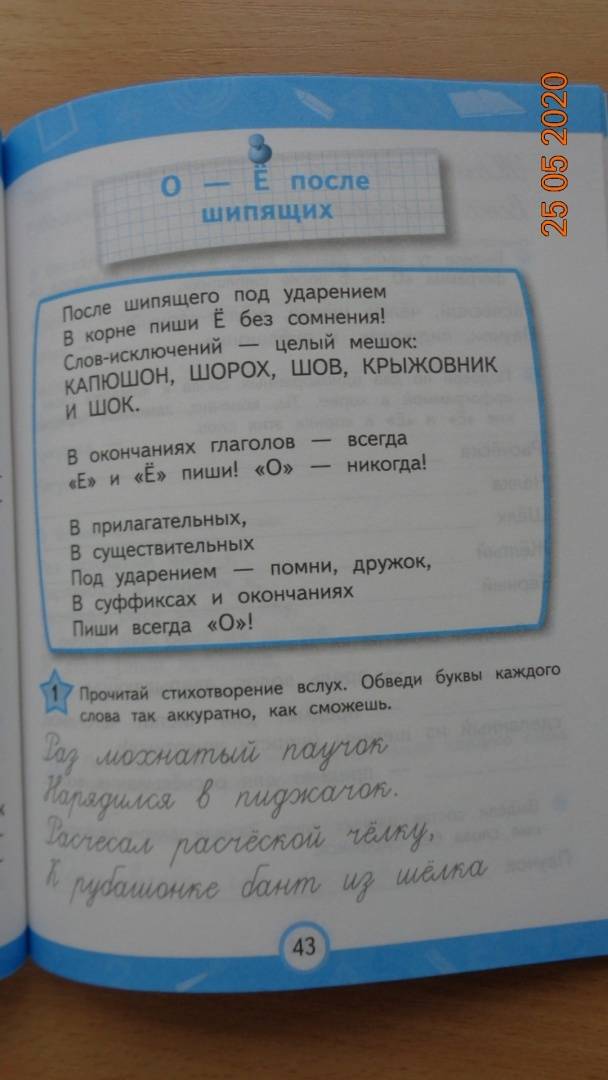 25 05 2020
О — Ё после
шипящих
После шипящего под ударением
В корне пиши Ё без сомнения!
Слов-исключений — целый мешок:
КАПЮШОН, ШОРОХ, ШОВ, КРЫЖОВНИК
И ШОК.
В окончаниях глаголов — всегда
«Е» и «Ё» пиши! «О» — никогда!
В прилагательных,
В существительных
Под ударением — помни, дружок,
В суффиксах и окончаниях
Пиши всегда «О»!
1 Прочитай стихотворение вслух. Обведи буквы каждого
слова так аккуратно, как сможешь.
Раз мохнатый паучок
Нарядился в пиджачок.
Расчесал расчёской чёлку,
К рубашонке бант из шёлка
43